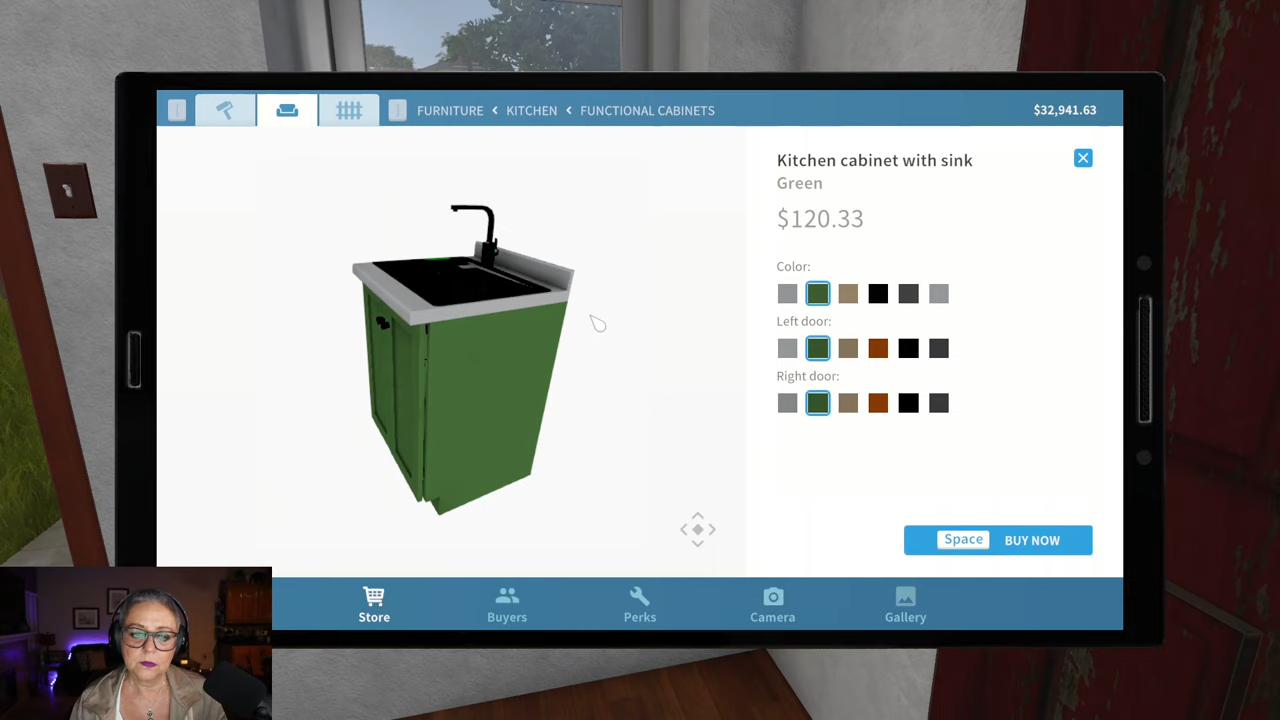 FURNITURE < KITCHEN < FUNCTIONAL CABINETS
$32,941.63
Kitchen cabinet with sink
Green
$120.33
Color:
Left door:
Right door:
Space BUY NOW
Store
Buyers
Perks
Camera
Gallery